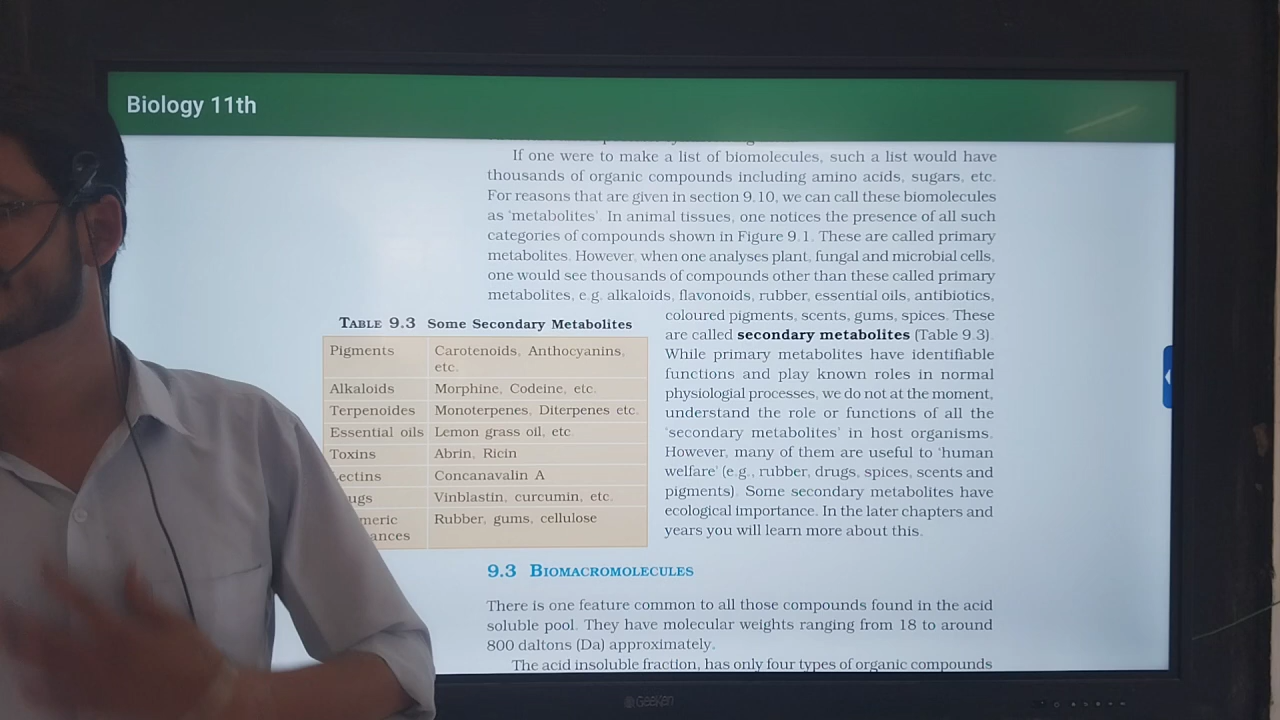 Biology 11th
If one were to make a list of biomolecules, such a list would have
thousands of organic compounds including amino acids, sugars, etc.
For reasons that are given in section 9.10, we can call these biomolecules
as 'metabolites'. In animal tissues, one notices the presence of all such
categories of compounds shown in Figure 9.1. These are called primary
metabolites. However, when one analyses plant, fungal and microbial cells,
one would see thousands of compounds other than these called primary
metabolites, e.g. alkaloids, flavonoids, rubber, essential oils, antibiotics,
coloured pigments, scents, gums, spices. These
are called secondary metabolites (Table 9.3).
While primary metabolites have identifiable
functions and play known roles in normal
physiologial processes, we do not at the moment,
understand the role or functions of all the
'secondary metabolites' in host organisms.
However, many of them are useful to 'human
welfare' (e.g., rubber, drugs, spices, scents and
pigments). Some secondary metabolites have
ecological importance. In the later chapters and
years you will learn more about this.
TABLE 9.3 Some Secondary Metabolites
Pigments Carotenoids, Anthocyanins,
etc.
Alkaloids Morphine, Codeine, etc.
Terpenoides Monoterpenes, Diterpenes etc.
Essential oils Lemon grass oil, etc.
Toxins Abrin, Ricin
ectins Concanavalin A
ugs Vinblastin, curcumin, etc.
meric Rubber, gums, cellulose
ances
9.3 BIOMACROMOLECULES
There is one feature common to all those compounds found in the acid
soluble pool. They have molecular weights ranging from 18 to around
800 daltons (Da) approximately.
The acid insoluble fraction, has only four types of organic compounds
Geeken